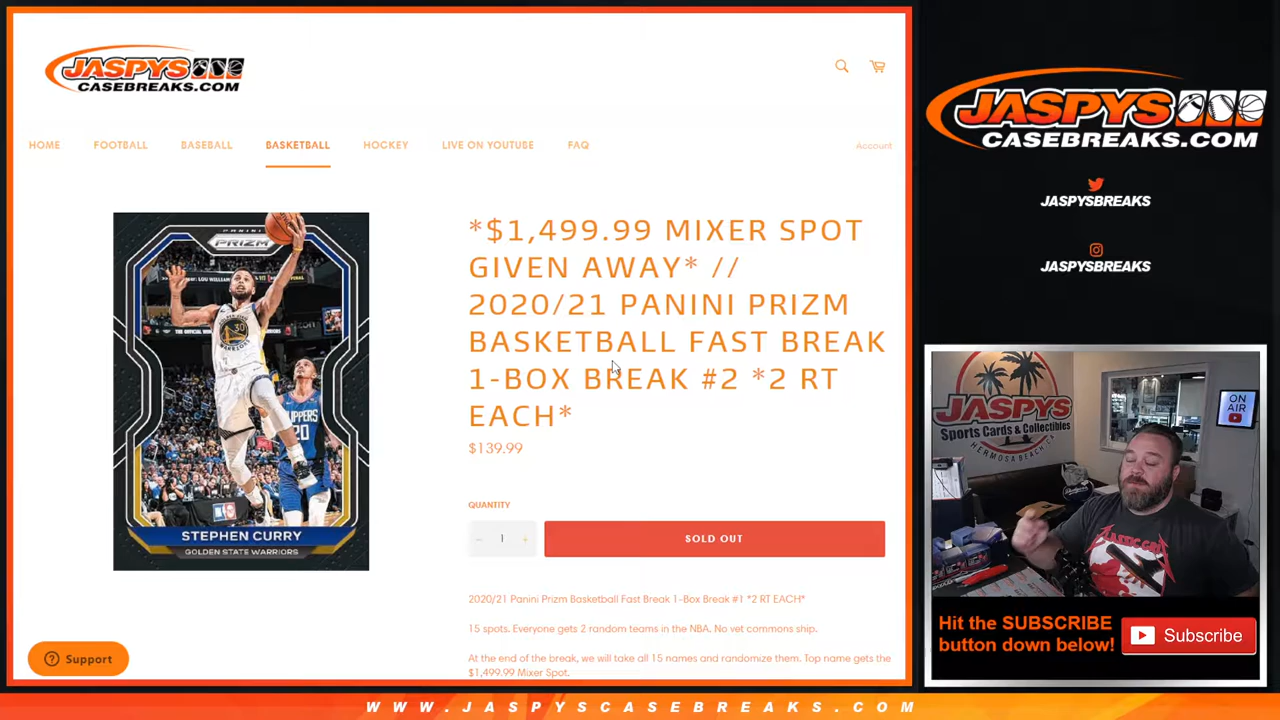 JASPYS
CASEBREAKS.COM
HOME
FOOTBALL
BASEBALL
BASKETBALL
HOCKEY
LIVE ON YOUTUBE
FAQ
Account
PANINI
PRIZM
30
CLIPPERS
20
STEPHEN CURRY
GOLDEN STATE WARRIORS
*$1,499.99 MIXER SPOT
GIVEN AWAY* //
2020/21 PANINI PRIZM
BASKETBALL FAST BREAK
1-BOX BREAK #2 *2 RT
EACH*
$139.99
QUANTITY
− 1 +
SOLD OUT
2020/21 Panini Prizm Basketball Fast Break 1-Box Break #1 *2 RT EACH*
15 spots. Everyone gets 2 random teams in the NBA. No vet commons ship.
At the end of the break, we will take all 15 names and randomize them. Top name gets the
$1,499.99 Mixer Spot.
Support
JASPYS
CASEBREAKS.COM
JASPYSBREAKS
JASPYSBREAKS
JASPYS
Sports Cards & Collectibles
HERMOSA BEACH, CA
ON
AIR
Hit the SUBSCRIBE
button down below!
Subscribe
WWW.JASPYSCASEBREAKS.COM